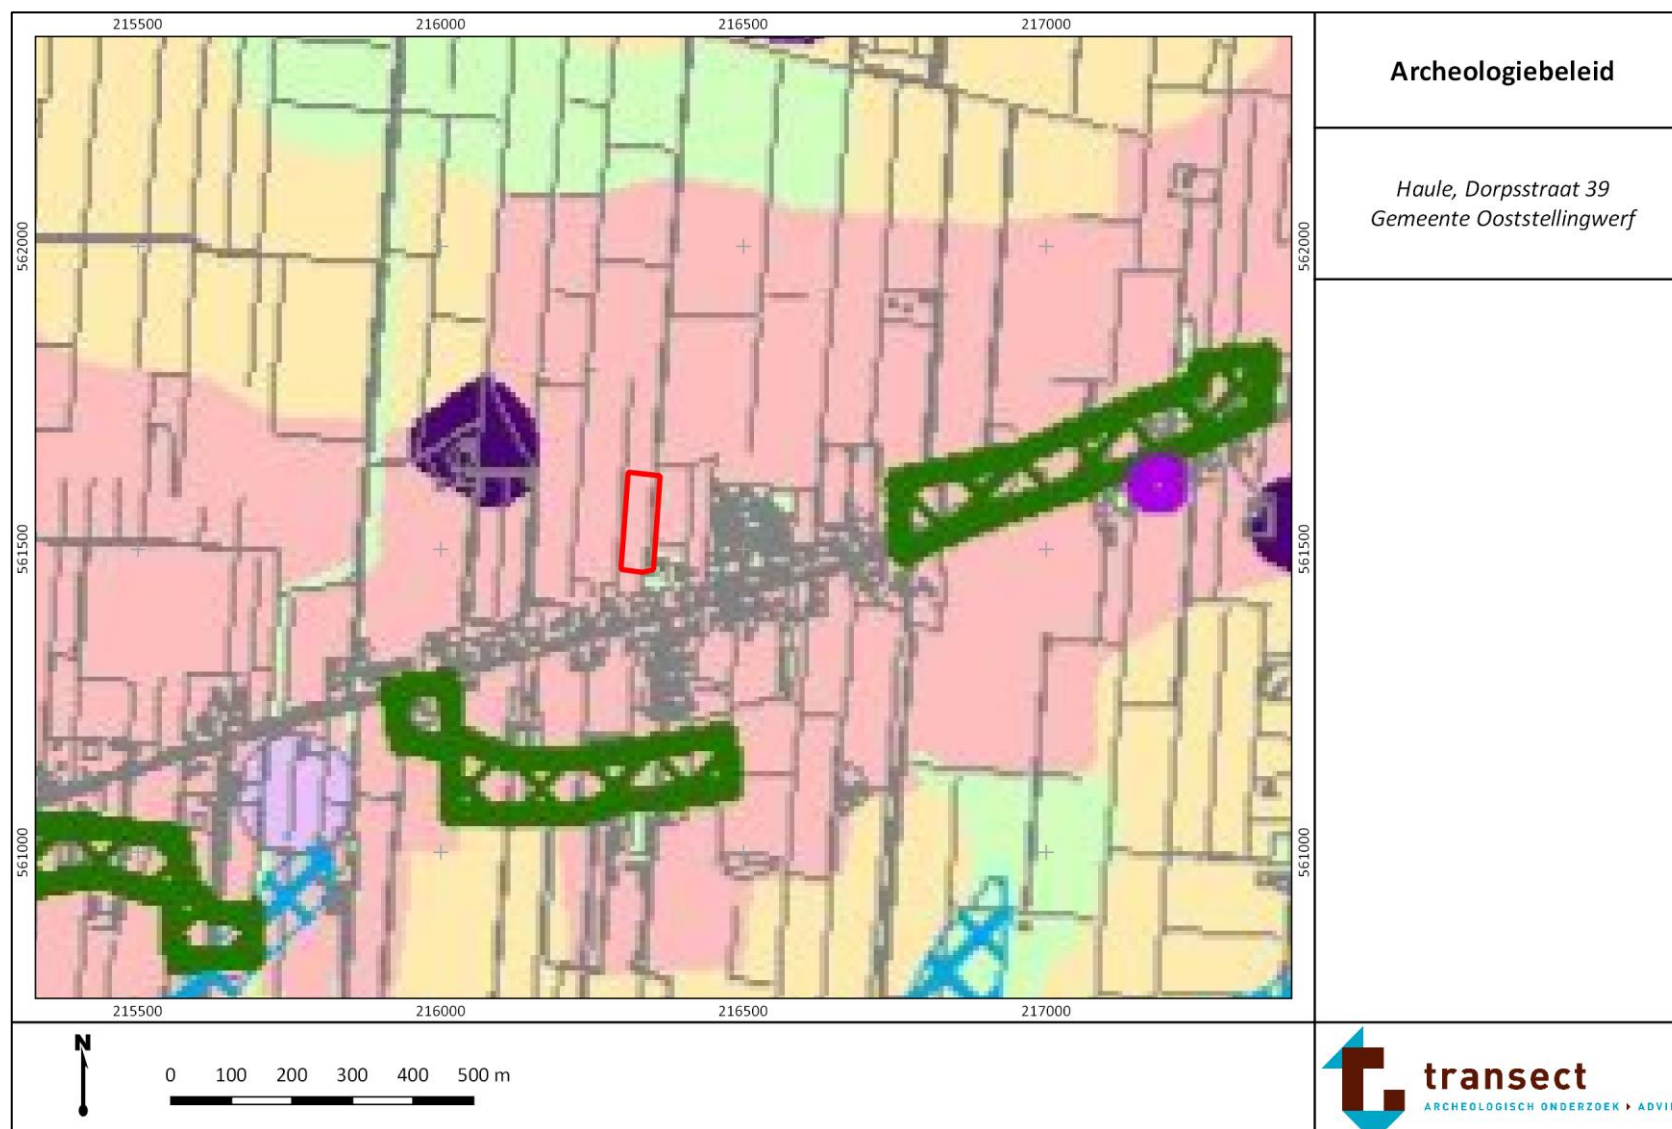 215500 216000 216500 217000
Archeologiebeleid
Haule, Dorpsstraat 39
Gemeente Ooststellingwerf
562000 562000
561500 561500
561000 561000
215500 216000 216500 217000
N
0 100 200 300 400 500 m
transect
ARCHEOLOGISCH ONDERZOEK